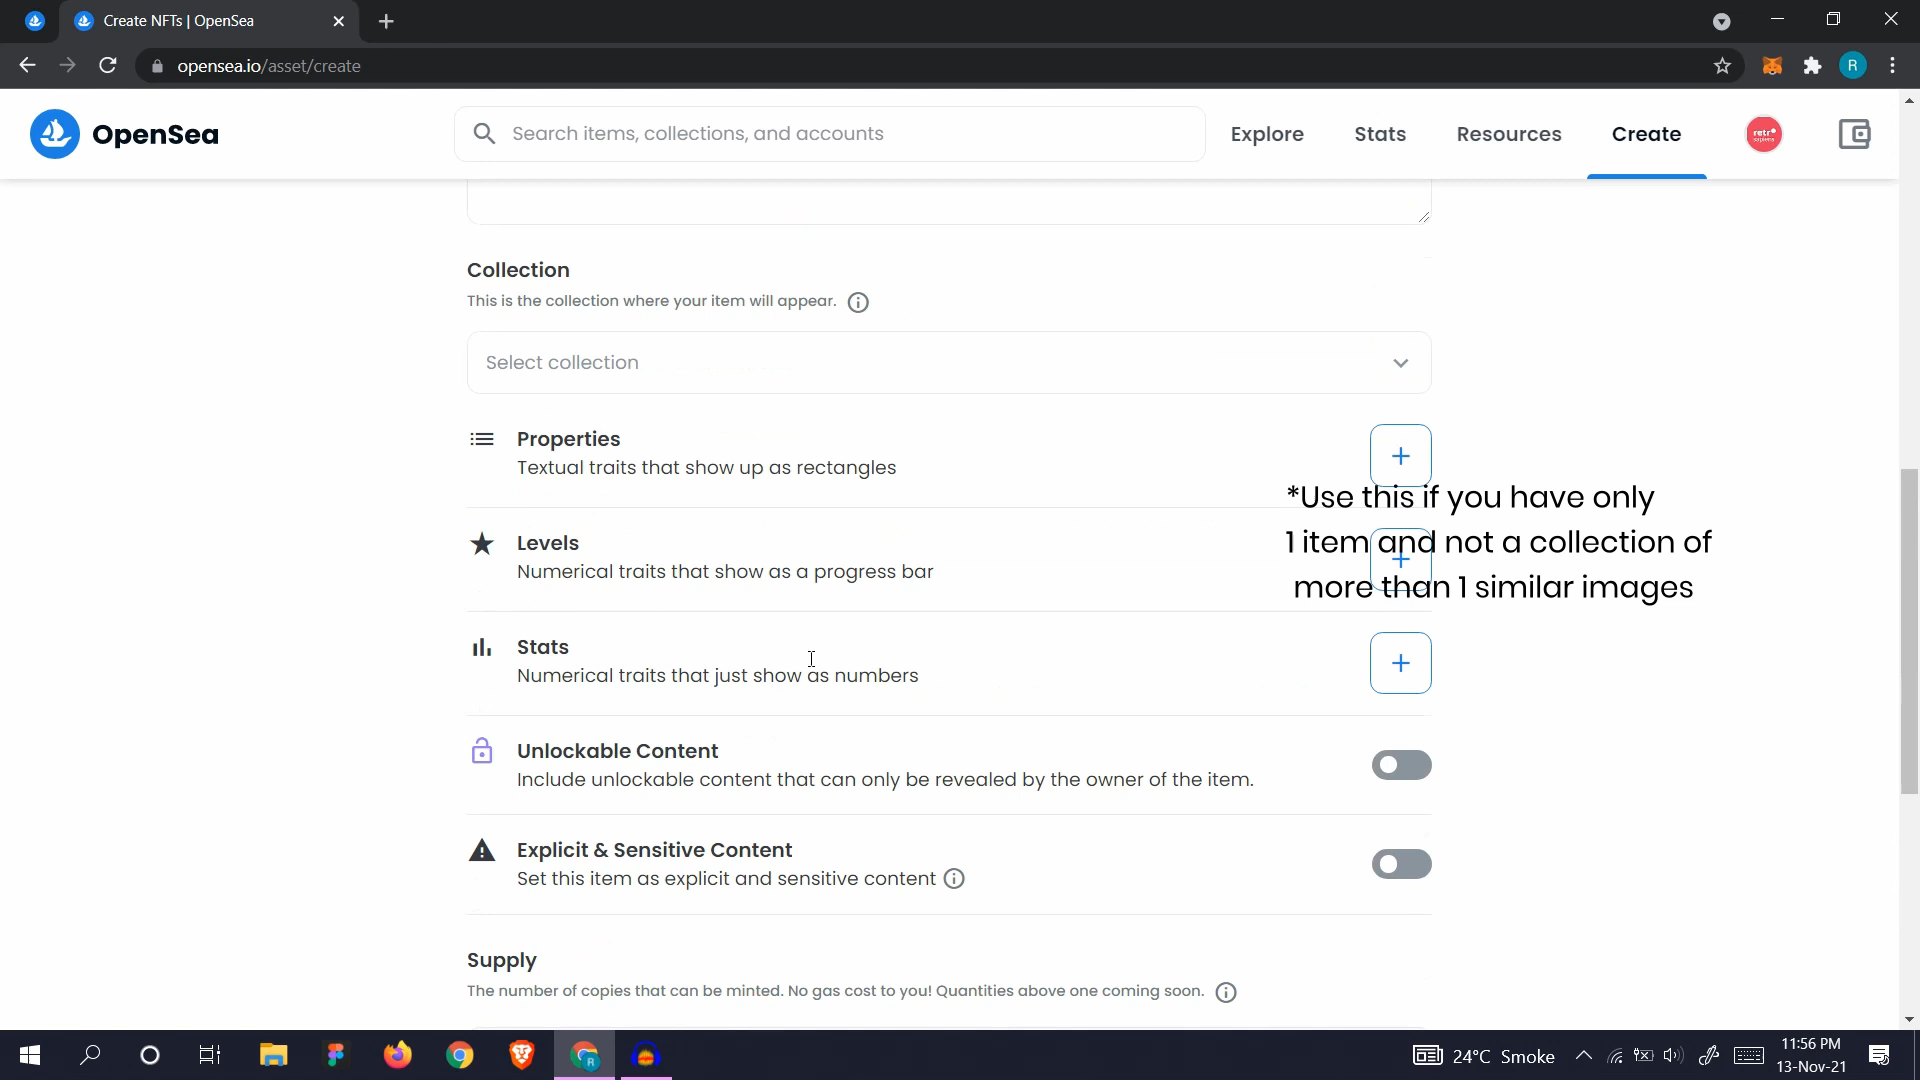 Create NFTs | OpenSea
opensea.io/asset/create
R
OpenSea
Search items, collections, and accounts
Explore
Stats
Resources
Create
Collection
This is the collection where your item will appear.
Select collection
Properties
Textual traits that show up as rectangles
*Use this if you have only
1 item and not a collection of
more than 1 similar images
Levels
Numerical traits that show as a progress bar
Stats
Numerical traits that just show as numbers
Unlockable Content
Include unlockable content that can only be revealed by the owner of the item.
Explicit & Sensitive Content
Set this item as explicit and sensitive content
Supply
The number of copies that can be minted. No gas cost to you! Quantities above one coming soon.
24°C Smoke
11:56 PM
13-Nov-21